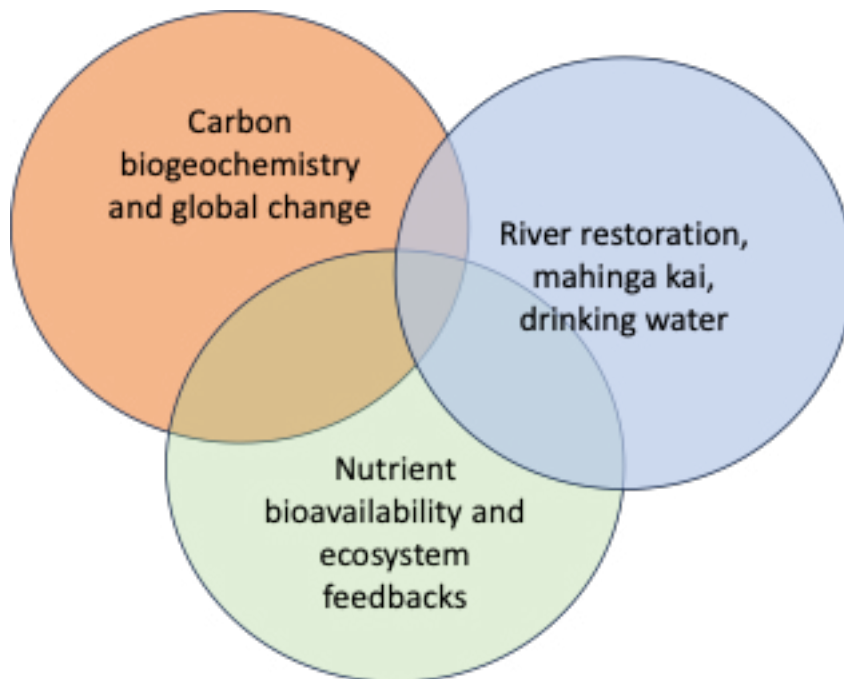 Carbon
biogeochemistry
and global change
River restoration,
mahinga kai,
drinking water
Nutrient
bioavailability and
ecosystem
feedbacks